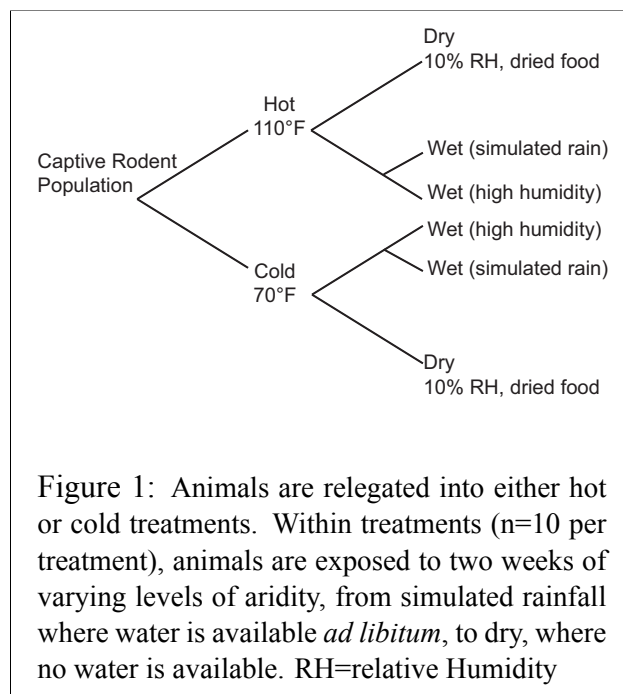 Dry
10% RH, dried food
Hot
110°F
Wet (simulated rain)
Captive Rodent
Population
Wet (high humidity)
Wet (high humidity)
Cold
70°F
Wet (simulated rain)
Dry
10% RH, dried food
Figure 1: Animals are relegated into either hot
or cold treatments. Within treatments (n=10 per
treatment), animals are exposed to two weeks of
varying levels of aridity, from simulated rainfall
where water is available ad libitum, to dry, where
no water is available. RH=relative Humidity